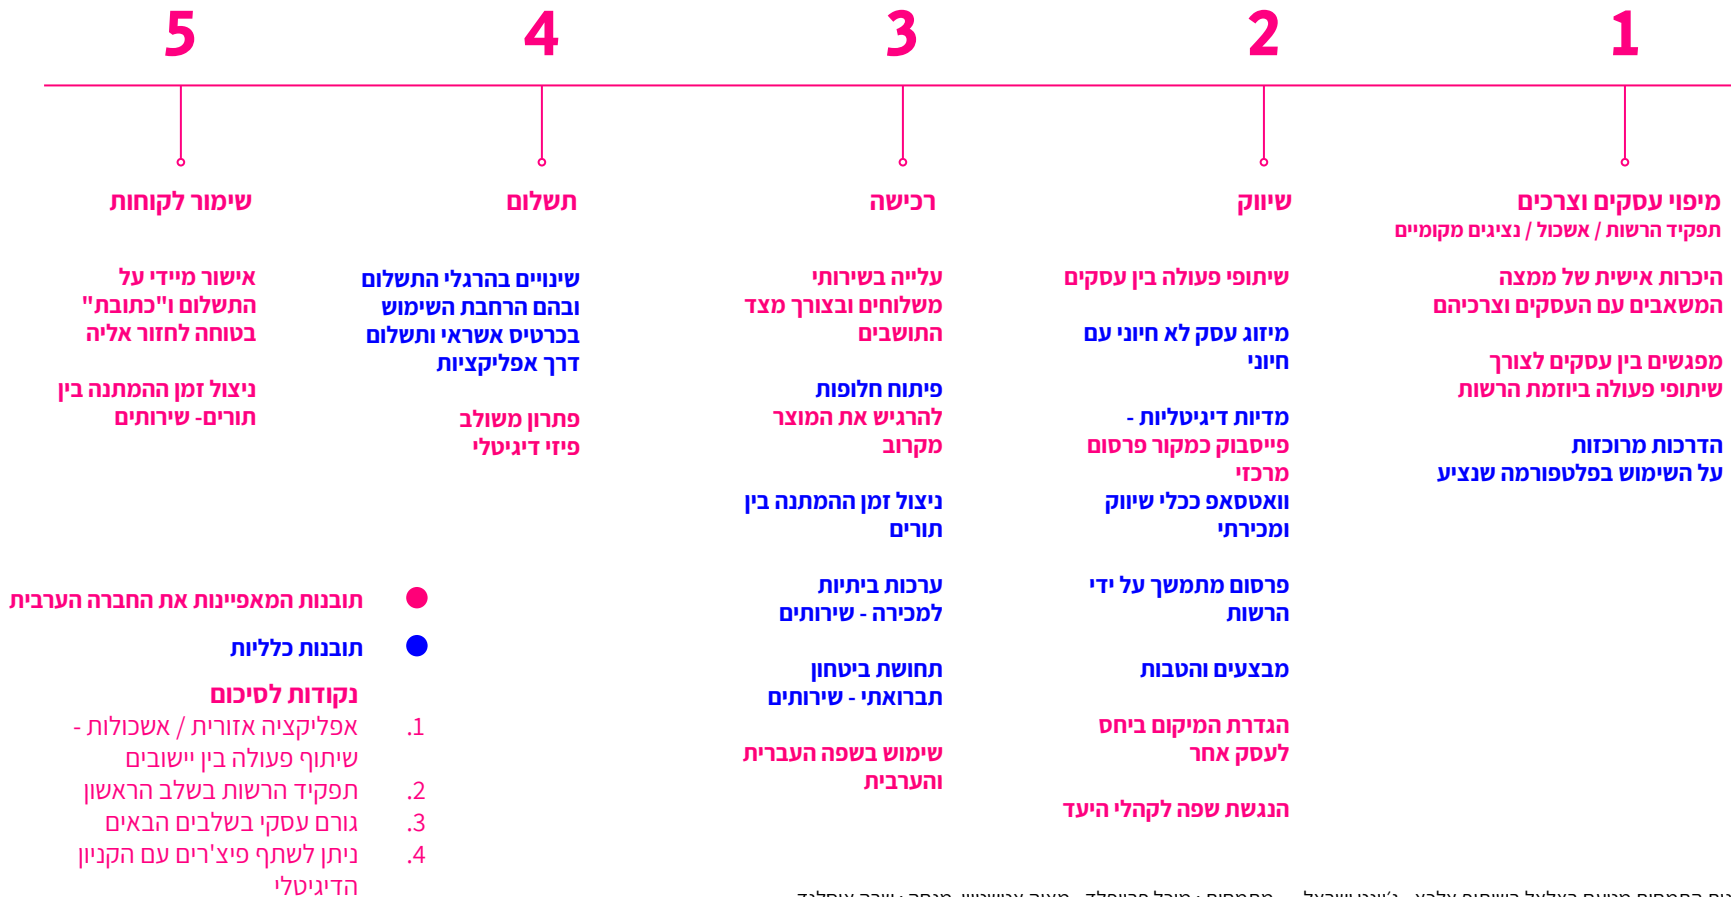 1
2
3
4
5
מיפוי עסקים וצרכים
תפקיד הרשות / אשכול / נציגים מקומיים
היכרות אישית של ממצה
המשאבים עם העסקים וצרכיהם
מפגשים בין עסקים לצורך
שיתופי פעולה ביוזמת הרשות
הדרכות מרוכזות
על השימוש בפלטפורמה שנציע
שיווק
שיתופי פעולה בין עסקים
מיזוג עסק לא חיוני עם
חיוני
מדיות דיגיטליות -
פייסבוק כמקור פרסום
מרכזי
וואטסאפ ככלי שיווק
ומכירתי
פרסום מתמשך על ידי
הרשות
מבצעים והטבות
הגדרת המיקום ביחס
לעסק אחר
הנגשת שפה לקהלי היעד
רכישה
עלייה בשירותי
משלוחים ובצורך מצד
התושבים
פיתוח חלופות
להרגיש את המוצר
מקרוב
ניצול זמן ההמתנה בין
תורים
ערכות ביתיות
למכירה - שירותים
תחושת ביטחון
תברואתי - שירותים
שימוש בשפה העברית
והערבית
תשלום
שינויים בהרגלי התשלום
ובהם הרחבת השימוש
בכרטיס אשראי ותשלום
דרך אפליקציות
פתרון משולב
פיזי דיגיטלי
שימור לקוחות
אישור מיידי על
התשלום ו"כתובת"
בטוחה לחזור אליה
ניצול זמן ההמתנה בין
תורים- שירותים
תובנות המאפיינות את החברה הערבית
תובנות כלליות
נקודות לסיכום
1. אפליקציה אזורית / אשכולות -
שיתוף פעולה בין יישובים
2. תפקיד הרשות בשלב הראשון
3. גורם עסקי בשלבים הבאים
4. ניתן לשתף פיצ'רים עם הקניון
הדיגיטלי